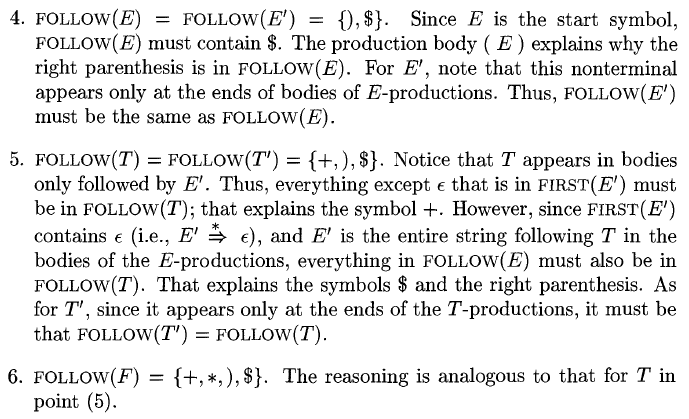 4. FOLLOW(E) = FOLLOW(E′) = {), $}. Since E is the start symbol,
FOLLOW(E) must contain $. The production body ( E ) explains why the
right parenthesis is in FOLLOW(E). For E′, note that this nonterminal
appears only at the ends of bodies of E-productions. Thus, FOLLOW(E′)
must be the same as FOLLOW(E).
5. FOLLOW(T) = FOLLOW(T′) = {+, ), $}. Notice that T appears in bodies
only followed by E′. Thus, everything except ϵ that is in FIRST(E′) must
be in FOLLOW(T); that explains the symbol +. However, since FIRST(E′)
contains ϵ (i.e., E′ ⇒* ϵ), and E′ is the entire string following T in the
bodies of the E-productions, everything in FOLLOW(E) must also be in
FOLLOW(T). That explains the symbols $ and the right parenthesis. As
for T′, since it appears only at the ends of the T-productions, it must be
that FOLLOW(T′) = FOLLOW(T).
6. FOLLOW(F) = {+, *, ), $}. The reasoning is analogous to that for T in
point (5).